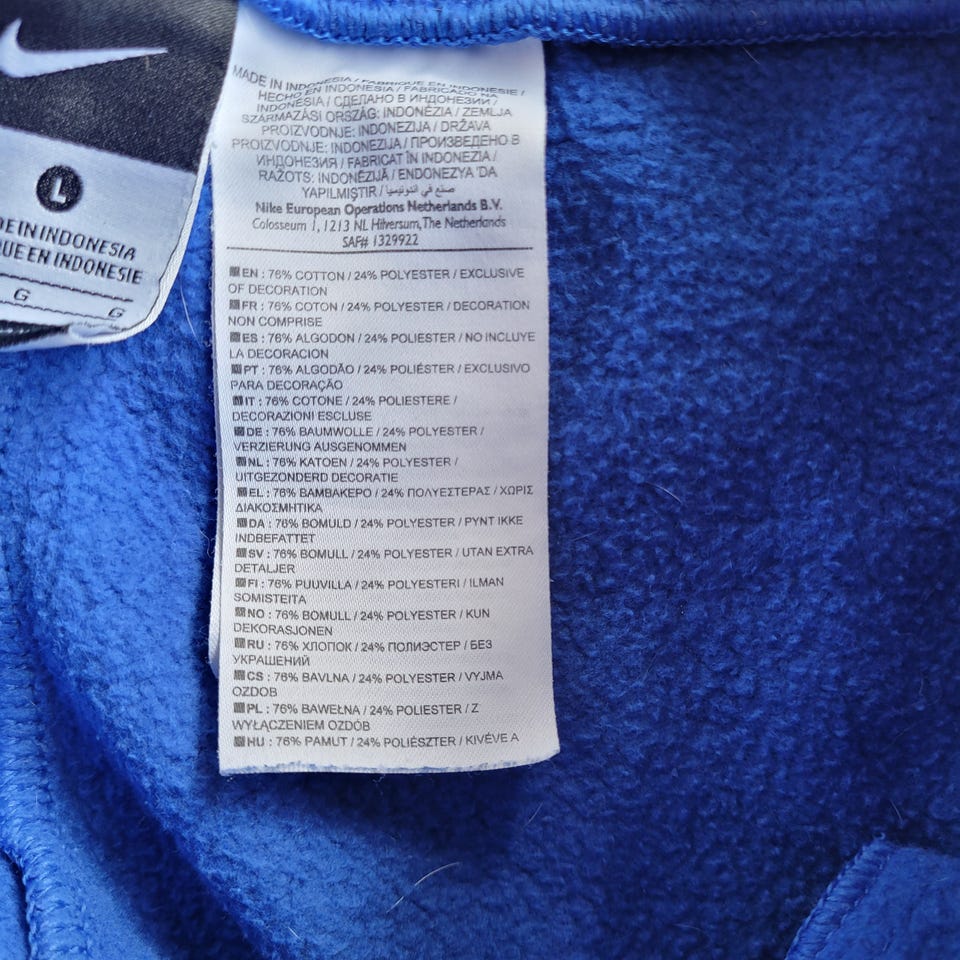 L
DE IN INDONESIA
QUE EN INDONESIE
G
G
MADE IN INDONESIA / FABRIQUE EN INDONESIE /
HECHO EN INDONESIA / FABRICADO NA
INDONESIA / СДЕЛАНО В ИНДОНЕЗИИ /
SZÁRMAZÁSI ORSZÁG: INDONÉZIA / ZEMLJA
PROIZVODNJE: INDONEZIJA / DRŽAVA
PROIZVODNJE: INDONEZIJA / ПРОИЗВЕДЕНО В
ИНДОНЕЗИЯ / FABRICAT ÎN INDONEZIA /
RAŽOTS: INDONĒZIJĀ / ENDONEZYA 'DA
YAPILMIŞTIR / صنع في اندونيسيا
Nike European Operations Netherlands B.V.
Colosseum 1, 1213 NL Hilversum, The Netherlands
SAF# 1329922
EN : 76% COTTON / 24% POLYESTER / EXCLUSIVE
OF DECORATION
FR : 76% COTON / 24% POLYESTER / DECORATION
NON COMPRISE
ES : 76% ALGODON / 24% POLIESTER / NO INCLUYE
LA DECORACION
PT : 76% ALGODÃO / 24% POLIÉSTER / EXCLUSIVO
PARA DECORAÇÃO
IT : 76% COTONE / 24% POLIESTERE /
DECORAZIONI ESCLUSE
DE : 76% BAUMWOLLE / 24% POLYESTER /
VERZIERUNG AUSGENOMMEN
NL : 76% KATOEN / 24% POLYESTER /
UITGEZONDERD DECORATIE
EL : 76% ΒΑΜΒΑΚΕΡΟ / 24% ΠΟΛΥΕΣΤΕΡΑΣ / ΧΩΡΙΣ
ΔΙΑΚΟΣΜΗΤΙΚΑ
DA : 76% BOMULD / 24% POLYESTER / PYNT IKKE
INDBEFATTET
SV : 76% BOMULL / 24% POLYESTER / UTAN EXTRA
DETALJER
FI : 76% PUUVILLA / 24% POLYESTERI / ILMAN
SOMISTEITA
NO : 76% BOMULL / 24% POLYESTER / KUN
DEKORASJONEN
RU : 76% ХЛОПОК / 24% ПОЛИЭСТЕР / БЕЗ
УКРАШЕНИЙ
CS : 76% BAVLNA / 24% POLYESTER / VYJMA
OZDOB
PL : 76% BAWEŁNA / 24% POLIESTER / Z
WYŁĄCZENIEM OZDÓB
HU : 76% PAMUT / 24% POLIÉSZTER / KIVÉVE A